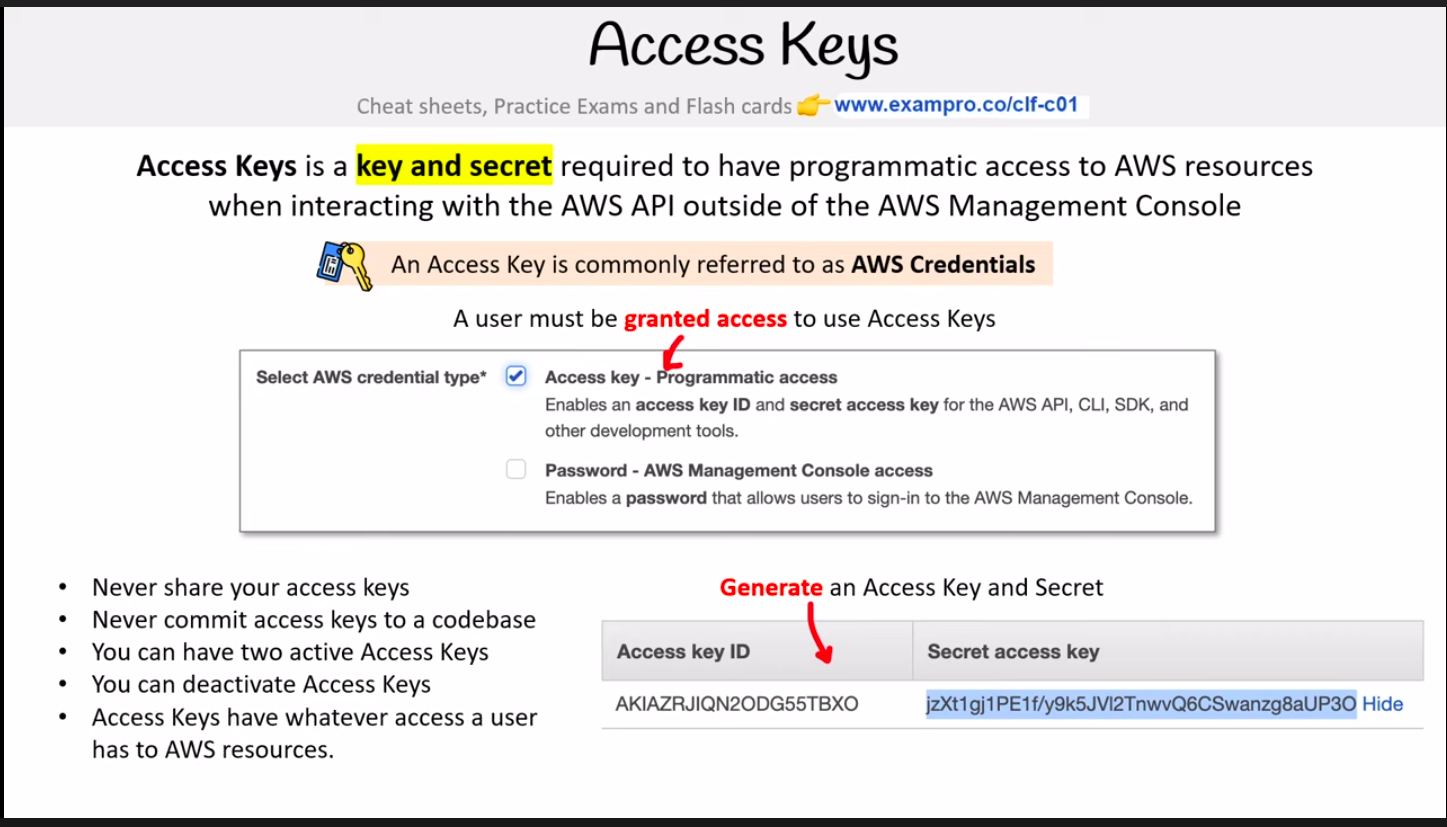 Access Keys
Cheat sheets, Practice Exams and Flash cards 👉 www.exampro.co/clf-c01
Access Keys is a key and secret required to have programmatic access to AWS resources
when interacting with the AWS API outside of the AWS Management Console
An Access Key is commonly referred to as AWS Credentials
A user must be granted access to use Access Keys
Select AWS credential type*
Access key - Programmatic access
Enables an access key ID and secret access key for the AWS API, CLI, SDK, and
other development tools.
Password - AWS Management Console access
Enables a password that allows users to sign-in to the AWS Management Console.
• Never share your access keys
• Never commit access keys to a codebase
• You can have two active Access Keys
• You can deactivate Access Keys
• Access Keys have whatever access a user
has to AWS resources.
Generate an Access Key and Secret
Access key ID Secret access key
AKIAZRJIQN2ODG55TBXO jzXt1gj1PE1f/y9k5JVl2TnwvQ6CSwanzg8aUP3O Hide